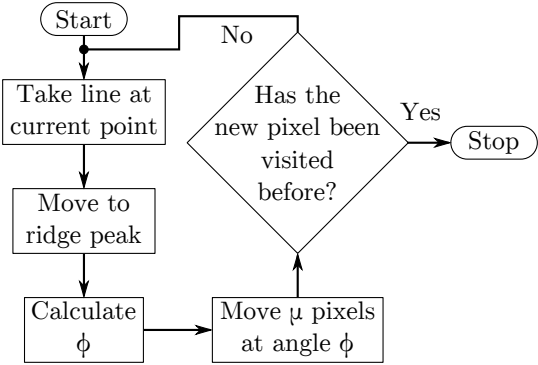 Start
Take line at
current point
Move to
ridge peak
Calculate
ϕ
Move μ pixels
at angle ϕ
Has the
new pixel been
visited
before?
No
Yes
Stop